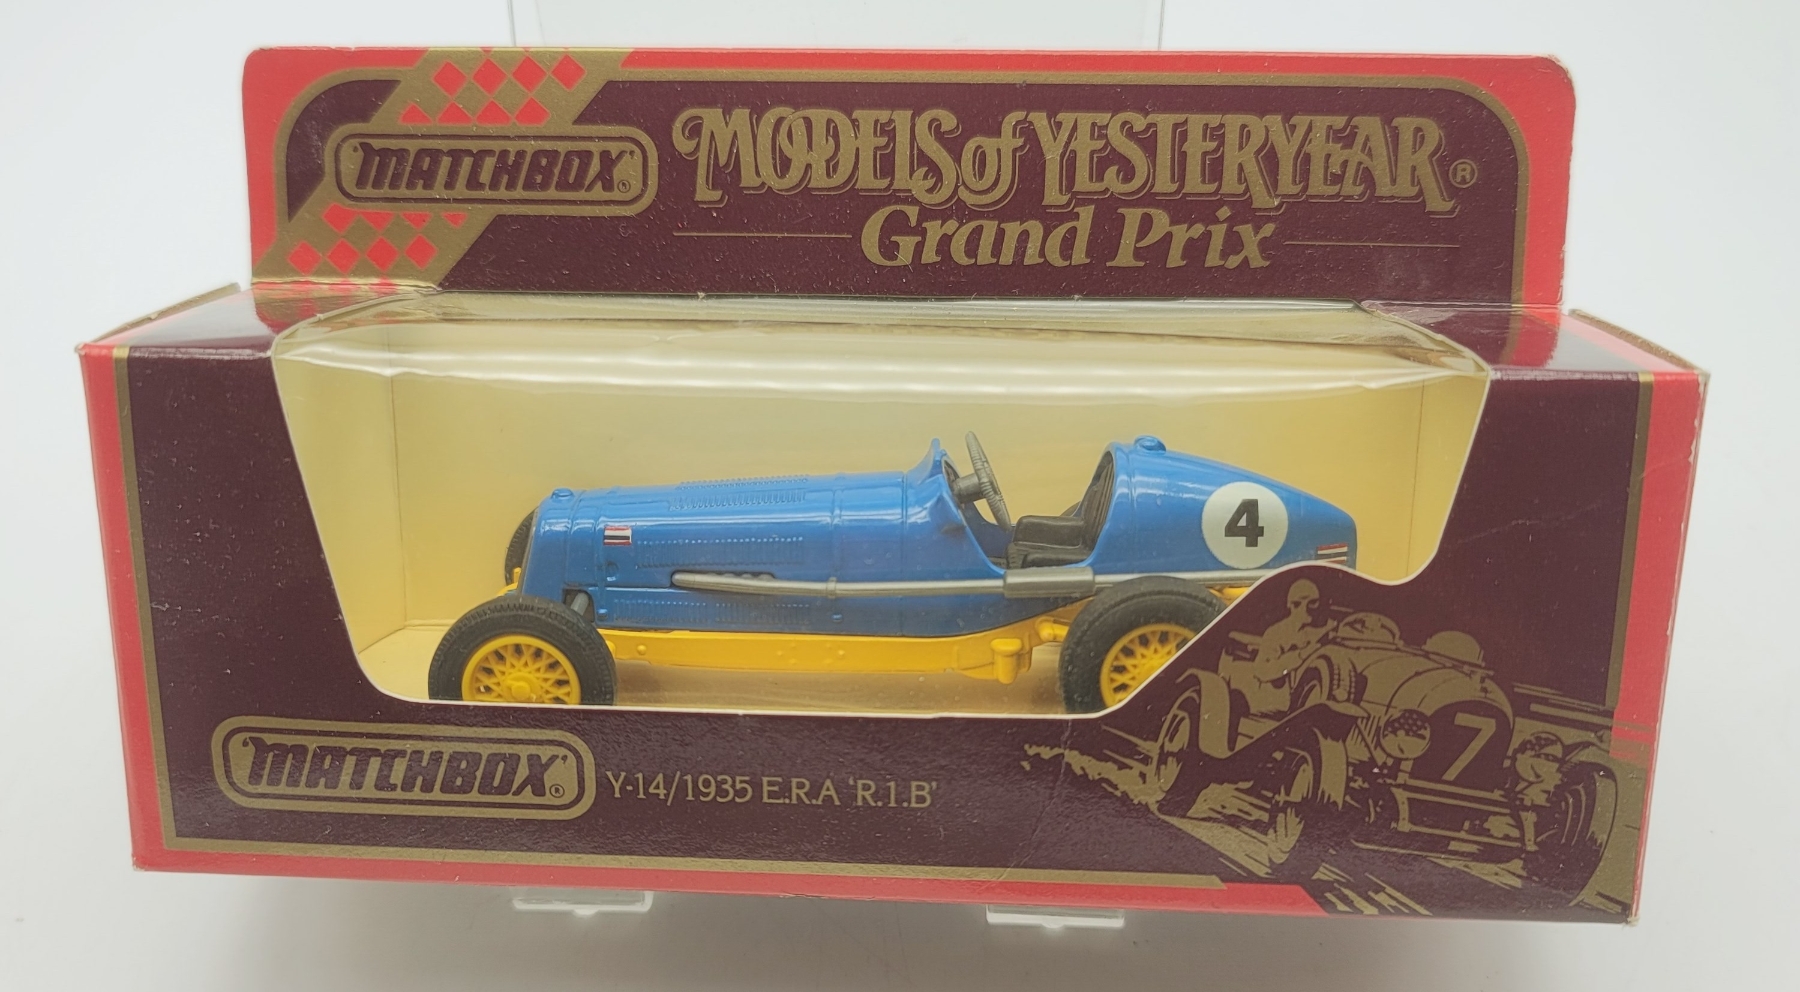 MODELS of YESTERYEAR®
'MATCHBOX'®
Grand Prix
4
7
'MATCHBOX'®
Y-14/1935 E.R.A 'R.1.B'